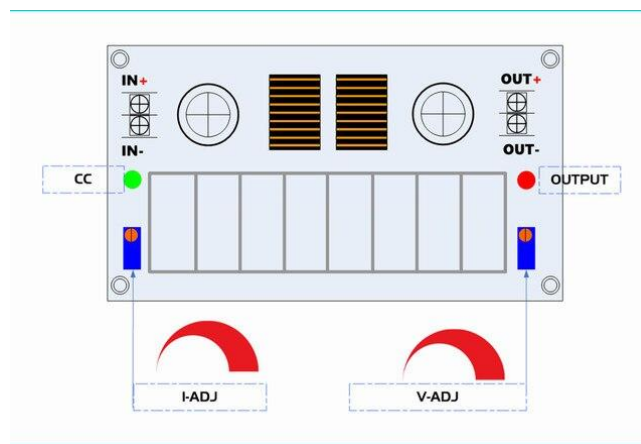 IN+
OUT+
IN-
OUT-
CC
OUTPUT
I-ADJ
V-ADJ